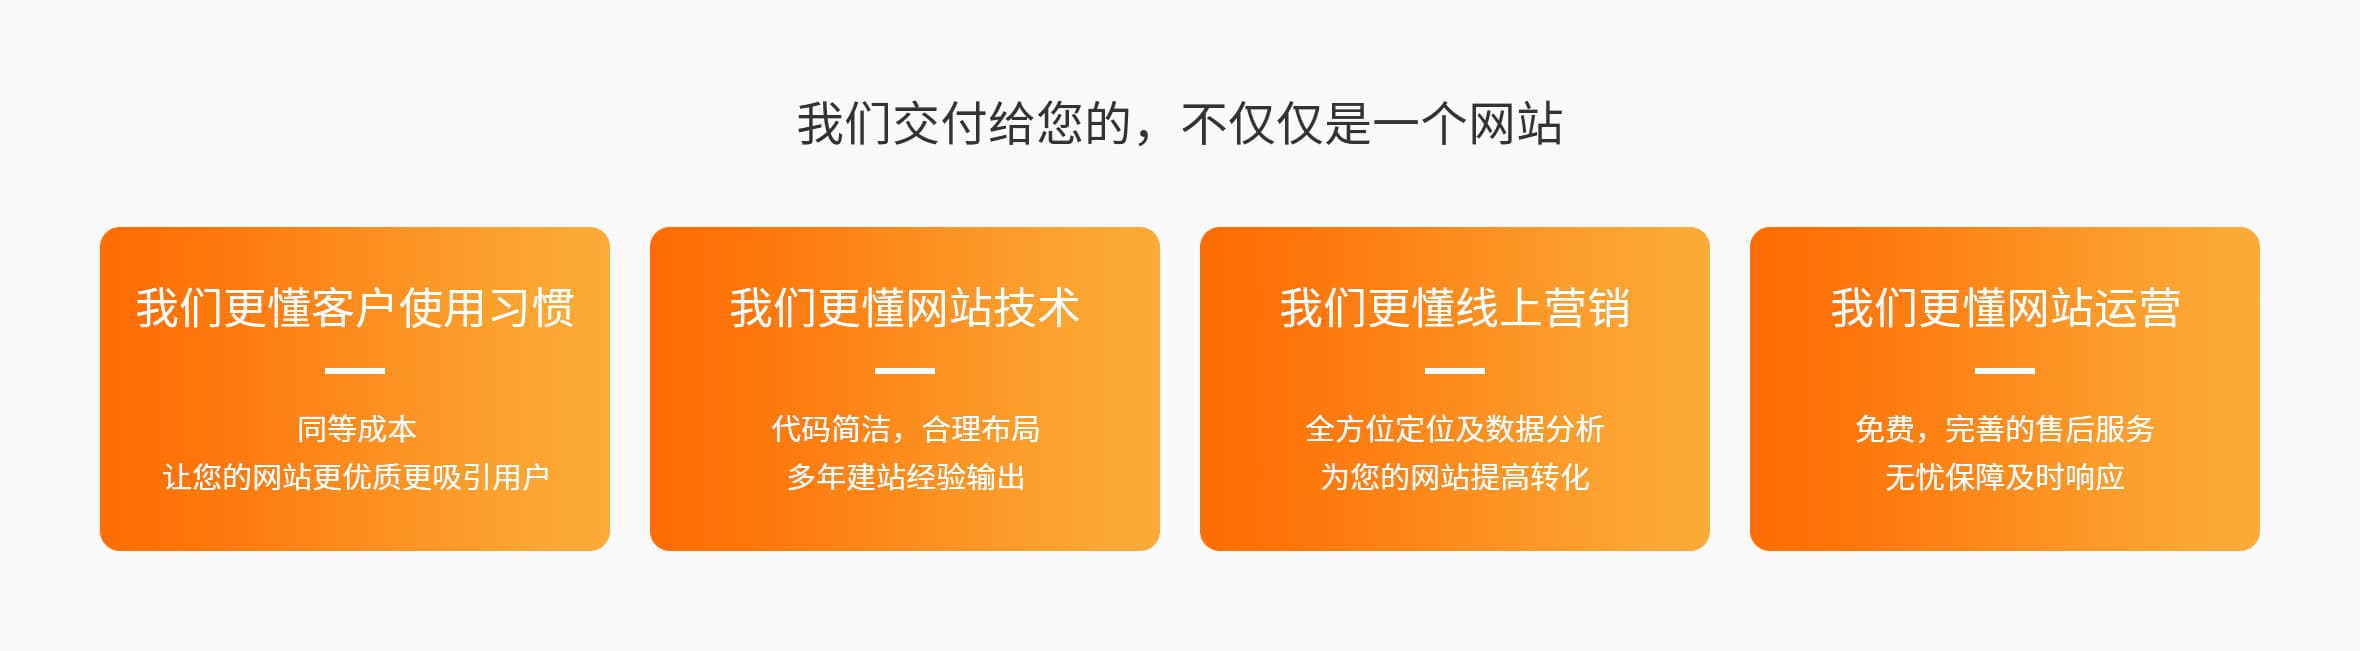 我们交付给您的，不仅仅是一个网站
我们更懂客户使用习惯
同等成本
让您的网站更优质更吸引用户
我们更懂网站技术
代码简洁，合理布局
多年建站经验输出
我们更懂线上营销
全方位定位及数据分析
为您的网站提高转化
我们更懂网站运营
免费，完善的售后服务
无忧保障及时响应